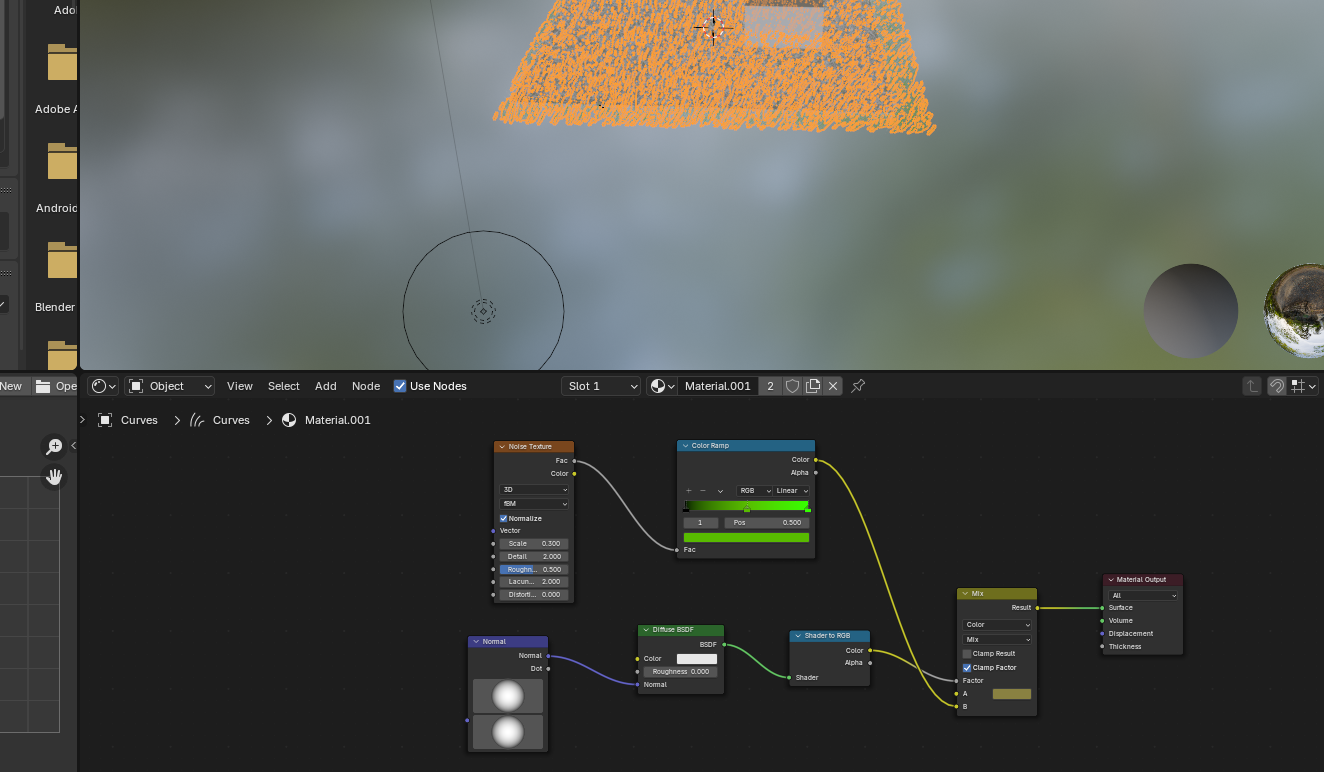 Ado
Adobe A
Android
Blender
New
Ope
Object
View
Select
Add
Node
Use Nodes
Slot 1
Material.001
2
Curves
Curves
Material.001
Noise Texture
Fac
Color
3D
fBM
Normalize
Vector
Scale 0.300
Detail 2.000
Roughn... 0.500
Lacun... 2.000
Distorti... 0.000
Color Ramp
Color
Alpha
RGB
Linear
1
Pos 0.500
Fac
Normal
Normal
Dot
Diffuse BSDF
BSDF
Color
Roughness 0.000
Normal
Shader to RGB
Color
Alpha
Shader
Mix
Result
Color
Mix
Clamp Result
Clamp Factor
Factor
A
B
Material Output
All
Surface
Volume
Displacement
Thickness